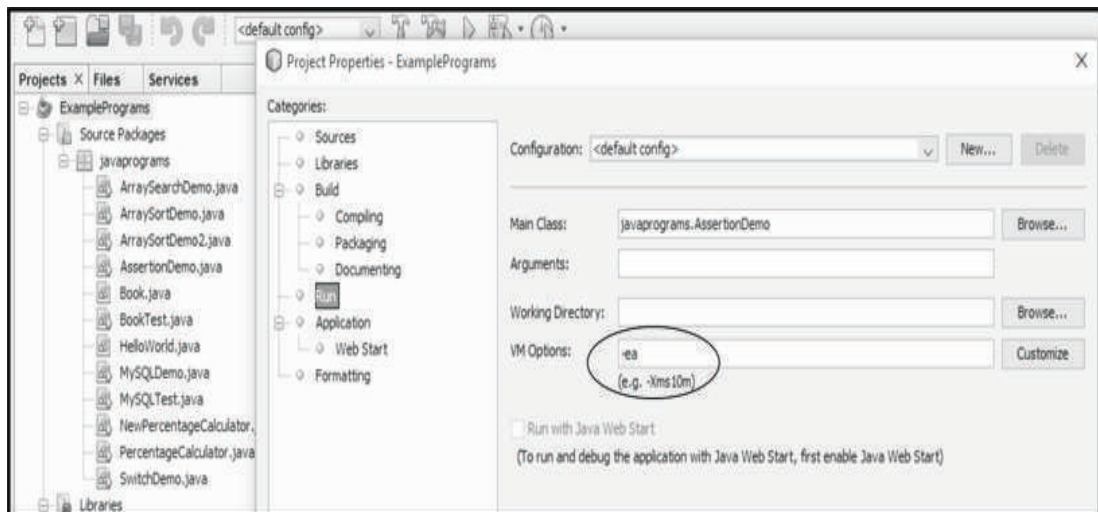 <default config>
Projects × Files Services
ExamplePrograms
Source Packages
javaprograms
ArraySearchDemo.java
ArraySortDemo.java
ArraySortDemo2.java
AssertionDemo.java
Book.java
BookTest.java
HelloWorld.java
MySQLDemo.java
MySQLTest.java
NewPercentageCalculator.
PercentageCalculator.java
SwitchDemo.java
Libraries
Project Properties - ExamplePrograms X
Categories:
Sources
Libraries
Build
Compiling
Packaging
Documenting
Run
Application
Web Start
Formatting
Configuration: <default config> New... Delete
Main Class: javaprograms.AssertionDemo Browse...
Arguments:
Working Directory: Browse...
VM Options: -ea Customize
(e.g. -Xms10m)
Run with Java Web Start
(To run and debug the application with Java Web Start, first enable Java Web Start)